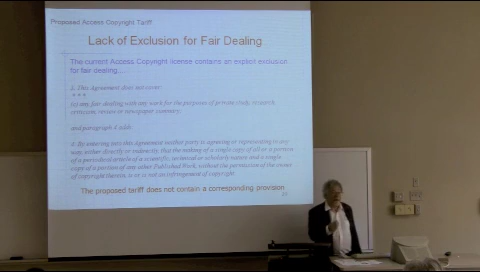 Proposed Access Copyright Tariff
Lack of Exclusion for Fair Dealing
The current Access Copyright license contains an explicit exclusion
for fair dealing...
3. This Agreement does not cover
* * *
(c) any fair dealing with any work for the purposes of private study, research,
criticism, review or newspaper summary.
and paragraph 4 adds:
4. By entering into this Agreement neither party is agreeing or representing in any
way, either directly or indirectly, that the making of a single copy of all or a portion
of a periodical article of a scientific, technical or scholarly nature and a single
copy of a portion of any other Published Work, without the permission of the owner
of copyright therein, is or is not an infringement of copyright.
The proposed tariff does not contain a corresponding provision